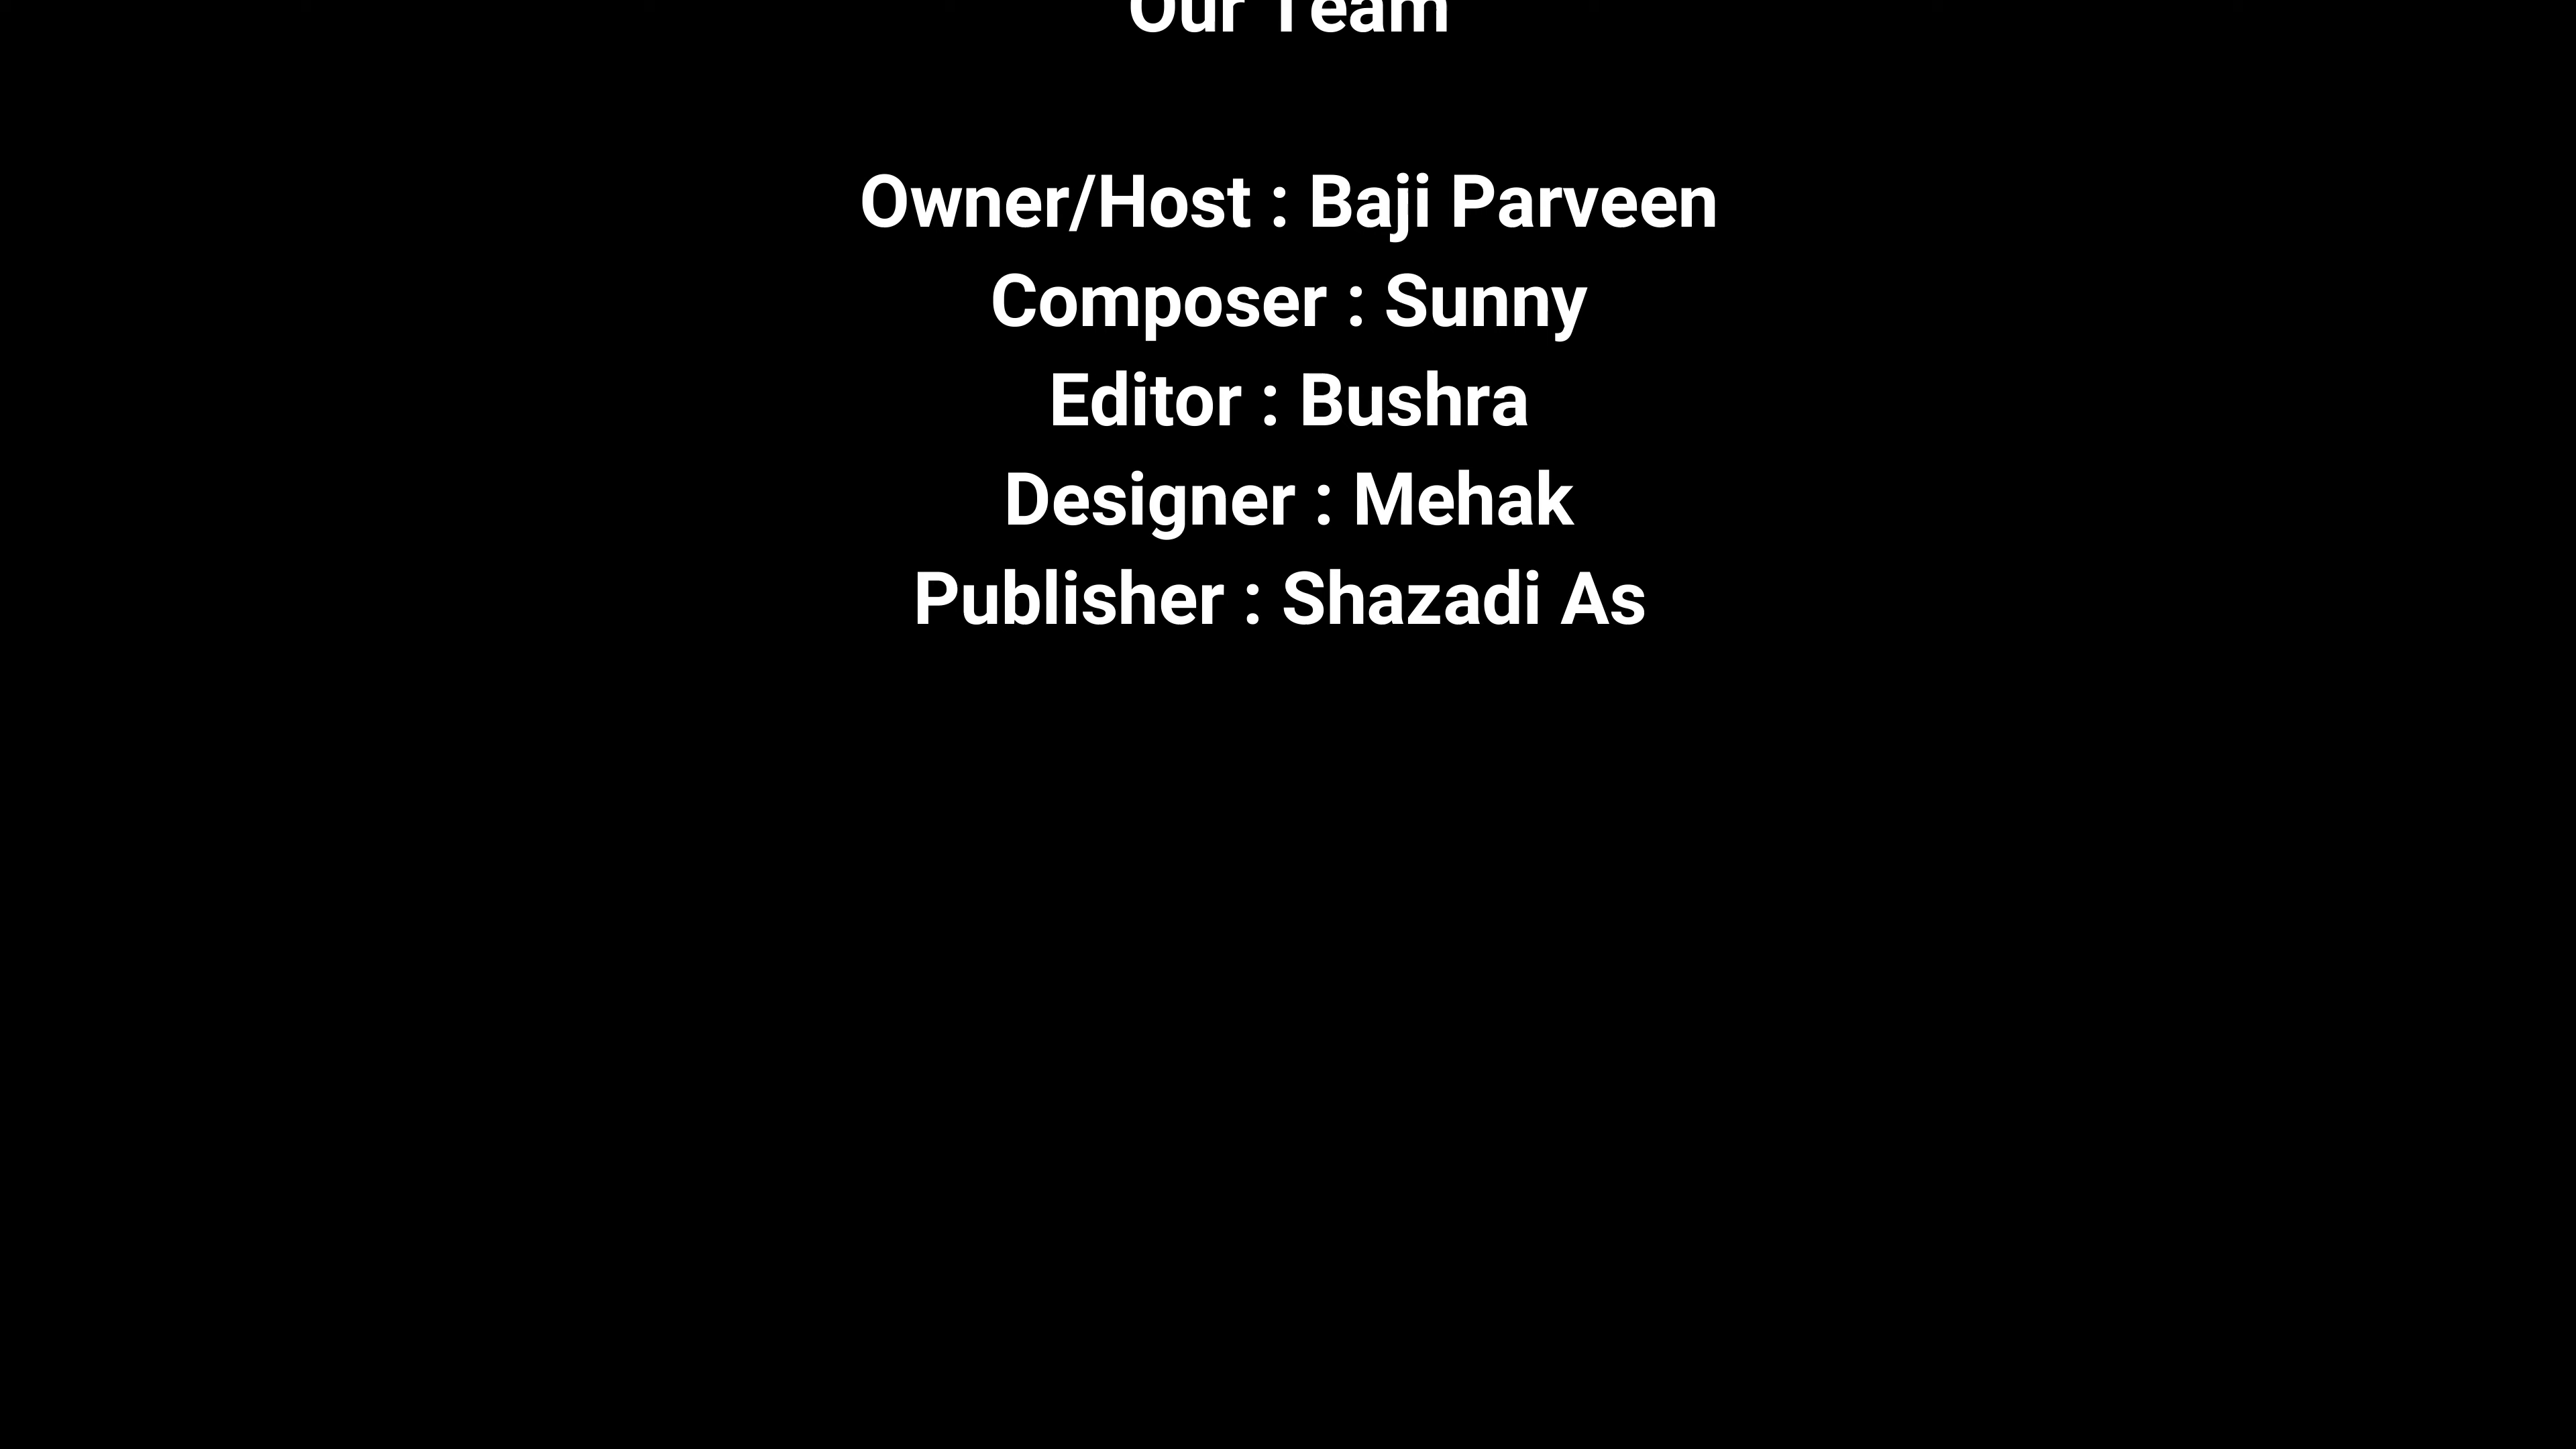 Our Team
Owner/Host : Baji Parveen
Composer : Sunny
Editor : Bushra
Designer : Mehak
Publisher : Shazadi As